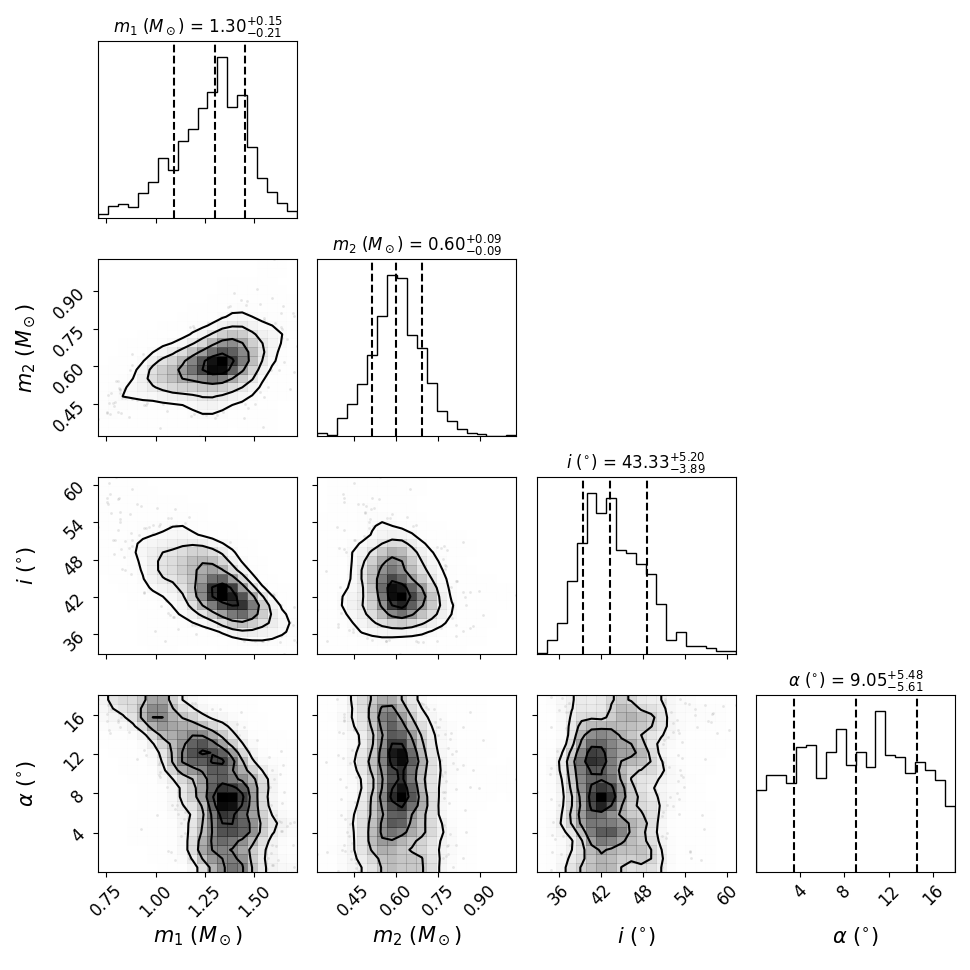 m₁ (M⊙) = 1.30+0.15−0.21
m₂ (M⊙) = 0.60+0.09−0.09
0.90
0.75
0.60
0.45
m₂ (M⊙)
i (°) = 43.33+5.20−3.89
60
54
48
42
36
i (°)
α (°) = 9.05+5.48−5.61
16
12
8
4
α (°)
0.75 1.00 1.25 1.50 0.45 0.60 0.75 0.90 36 42 48 54 60 4 8 12 16
m₁ (M⊙) m₂ (M⊙) i (°) α (°)